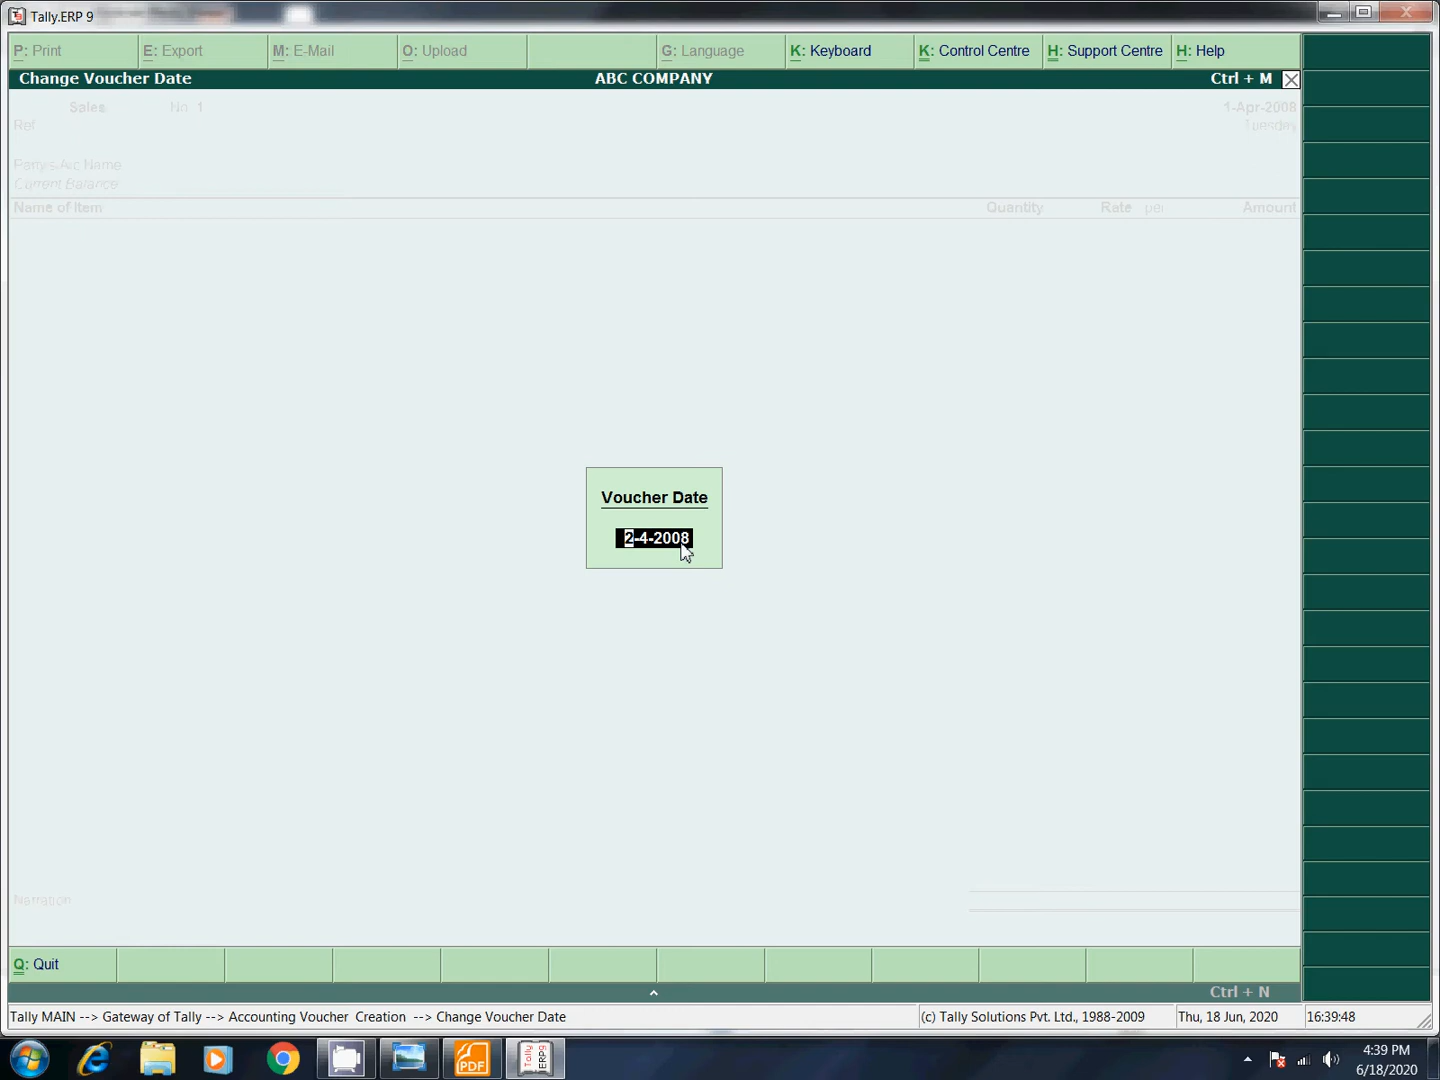 Tally.ERP 9
P: Print E: Export M: E-Mail O: Upload G: Language K: Keyboard K: Control Centre H: Support Centre H: Help
Change Voucher Date ABC COMPANY Ctrl + M
Sales No. 1 1-Apr-2008
Ref Tuesday
Party's A/c Name
Current Balance
Name of Item Quantity Rate per Amount
Voucher Date
2-4-2008
Narration
Q: Quit
Ctrl + N
Tally MAIN --> Gateway of Tally --> Accounting Voucher Creation --> Change Voucher Date (c) Tally Solutions Pvt. Ltd., 1988-2009 Thu, 18 Jun, 2020 16:39:48
PDF
Tally ERP9
4:39 PM
6/18/2020